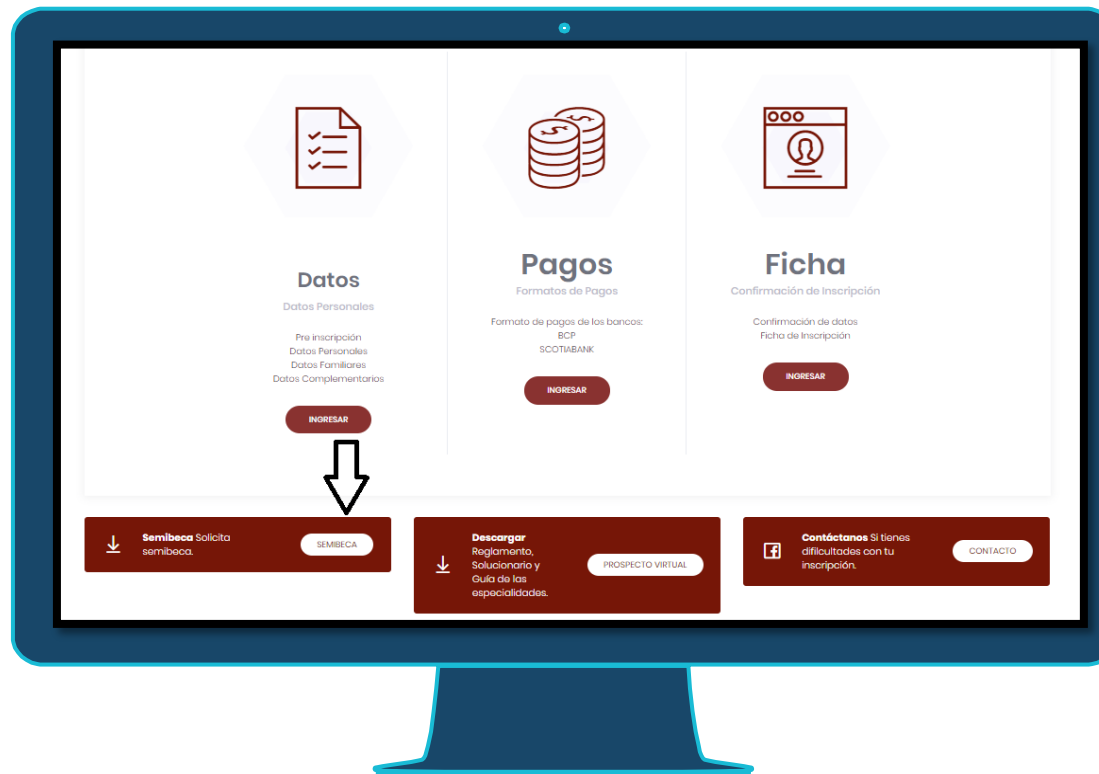 Datos
Datos Personales
Pre inscripción
Datos Personales
Datos Familiares
Datos Complementarios
INGRESAR
Pagos
Formatos de Pagos
Formato de pagos de los bancos:
BCP
SCOTIABANK
INGRESAR
Ficha
Confirmación de Inscripción
Confirmación de datos
Ficha de Inscripción
INGRESAR
Semibeca Solicita
semibeca.
SEMIBECA
Descargar
Reglamento,
Solucionario y
Guía de las
especialidades.
PROSPECTO VIRTUAL
Contáctanos Si tienes
difilcultades con tu
inscripción.
CONTACTO